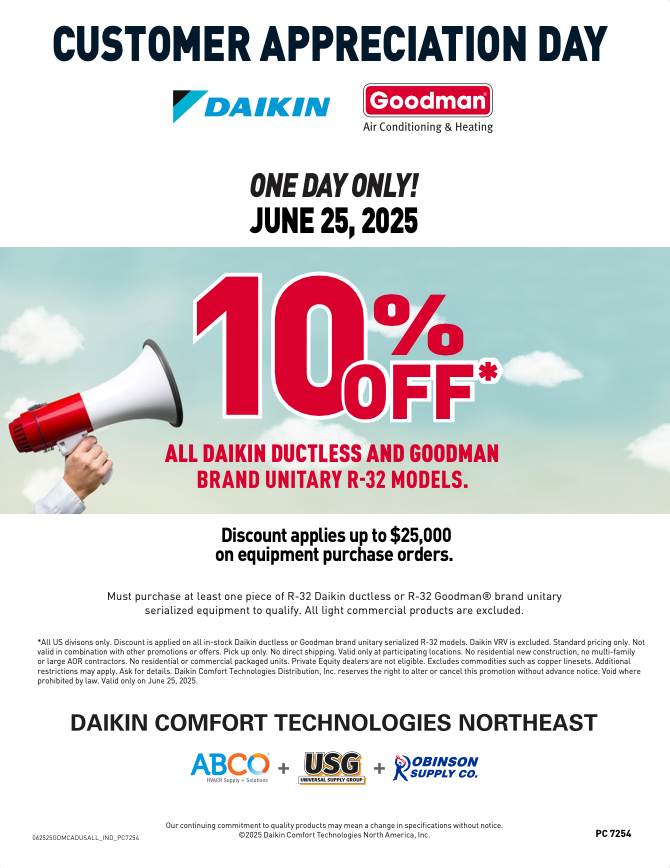 CUSTOMER APPRECIATION DAY
DAIKIN
Goodman®
Air Conditioning & Heating
ONE DAY ONLY!
JUNE 25, 2025
10%
OFF*
ALL DAIKIN DUCTLESS AND GOODMAN
BRAND UNITARY R-32 MODELS.
Discount applies up to $25,000
on equipment purchase orders.
Must purchase at least one piece of R-32 Daikin ductless or R-32 Goodman® brand unitary
serialized equipment to qualify. All light commercial products are excluded.
*All US divisons only. Discount is applied on all in-stock Daikin ductless or Goodman brand unitary serialized R-32 models. Daikin VRV is excluded. Standard pricing only. Not
valid in combination with other promotions or offers. Pick up only. No direct shipping. Valid only at participating locations. No residential new construction, no multi-family
or large AOR contractors. No residential or commercial packaged units. Private Equity dealers are not eligible. Excludes commodities such as copper linesets. Additional
restrictions may apply. Ask for details. Daikin Comfort Technologies Distribution, Inc. reserves the right to alter or cancel this promotion without advance notice. Void where
prohibited by law. Valid only on June 25, 2025.
DAIKIN COMFORT TECHNOLOGIES NORTHEAST
ABCO + USG + ROBINSON
HVACR Supply + Solutions UNIVERSAL SUPPLY GROUP SUPPLY CO.
Our continuing commitment to quality products may mean a change in specifications without notice.
©2025 Daikin Comfort Technologies North America, Inc.
062525GDMCADUSALL_IND_PC7254
PC 7254